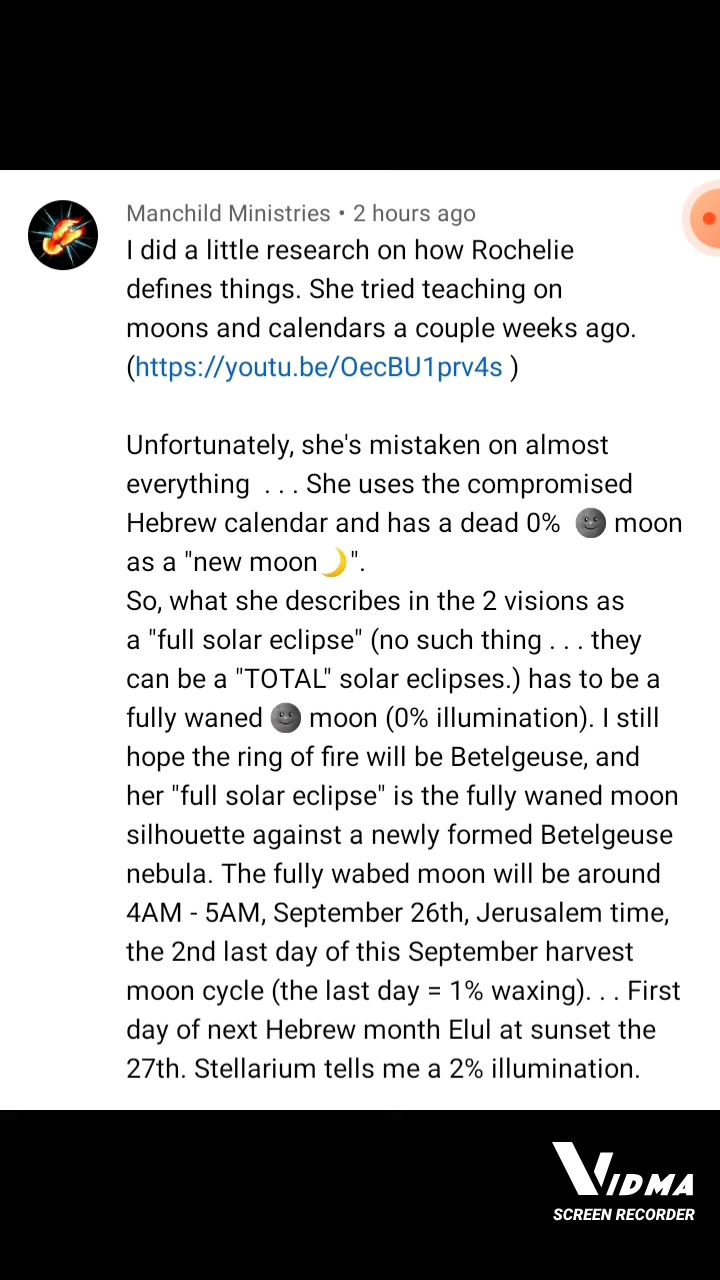 Manchild Ministries • 2 hours ago
I did a little research on how Rochelie
defines things. She tried teaching on
moons and calendars a couple weeks ago.
(https://youtu.be/OecBU1prv4s )
Unfortunately, she's mistaken on almost
everything  . . . She uses the compromised
Hebrew calendar and has a dead 0% 🌚 moon
as a "new moon🌙".
So, what she describes in the 2 visions as
a "full solar eclipse" (no such thing . . . they
can be a "TOTAL" solar eclipses.) has to be a
fully waned 🌚 moon (0% illumination). I still
hope the ring of fire will be Betelgeuse, and
her "full solar eclipse" is the fully waned moon
silhouette against a newly formed Betelgeuse
nebula. The fully wabed moon will be around
4AM - 5AM, September 26th, Jerusalem time,
the 2nd last day of this September harvest
moon cycle (the last day = 1% waxing). . . First
day of next Hebrew month Elul at sunset the
27th. Stellarium tells me a 2% illumination.
VIDMA
SCREEN RECORDER